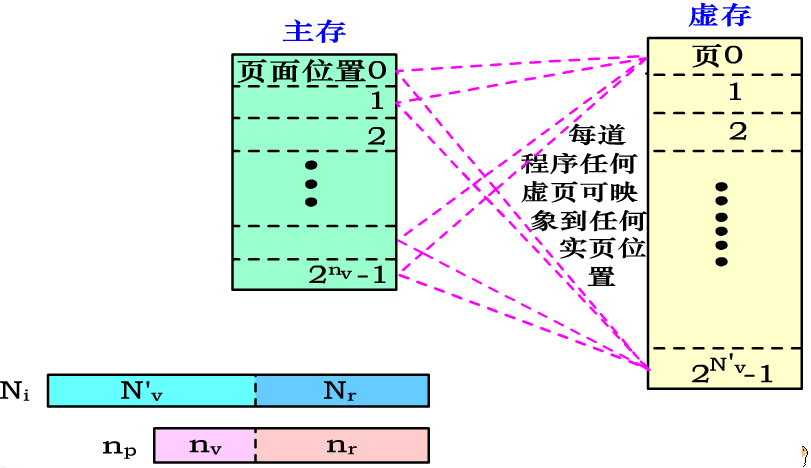 主存
虚存
页面位置0
1
2
2^nv-1
页0
1
2
2^N'v-1
每道
程序任何
虚页可映
象到任何
实页位
置
Ni N'v Nr
np nv nr